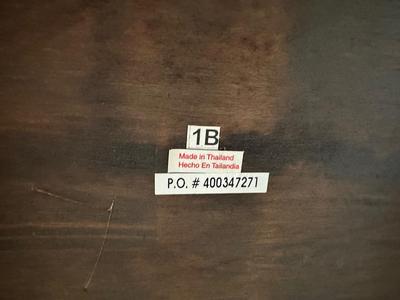 1B
Made in Thailand
Hecho En Tailandia
P.O. # 400347271